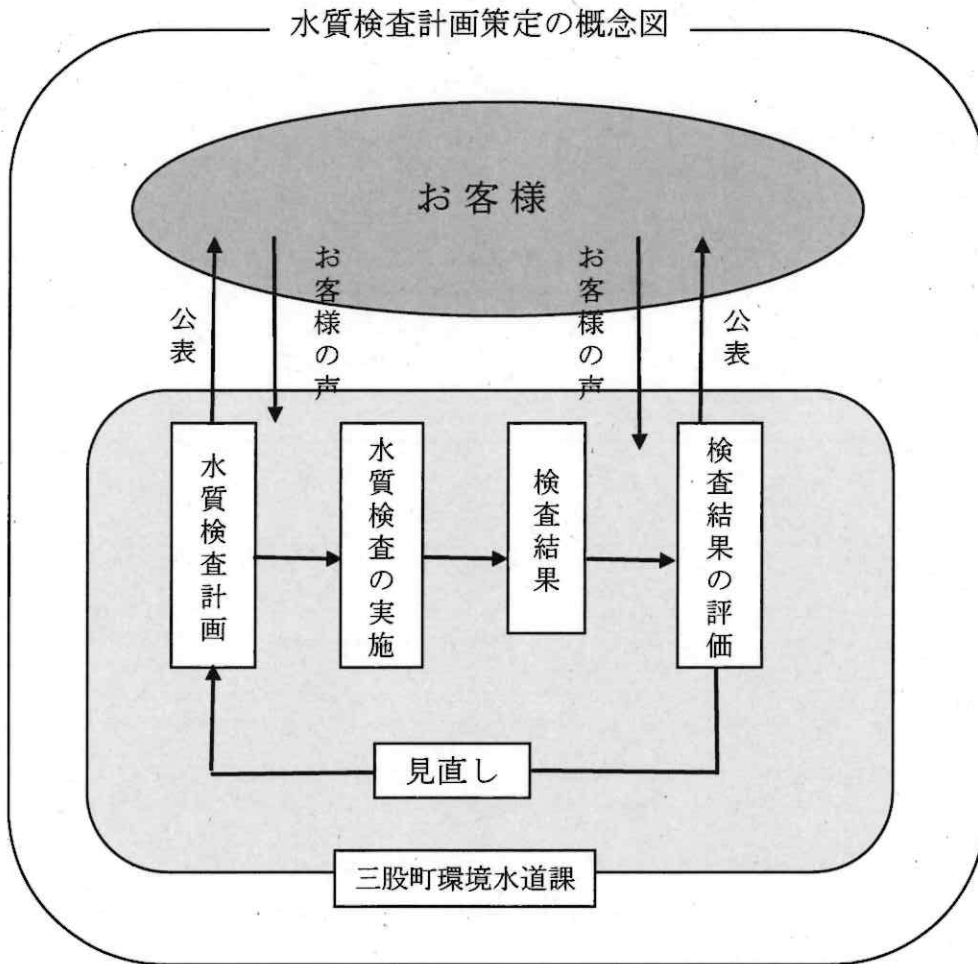 水質検査計画策定の概念図
お客様
公表
お客様の声
お客様の声
公表
水質検査計画
水質検査の実施
検査結果
検査結果の評価
見直し
三股町環境水道課